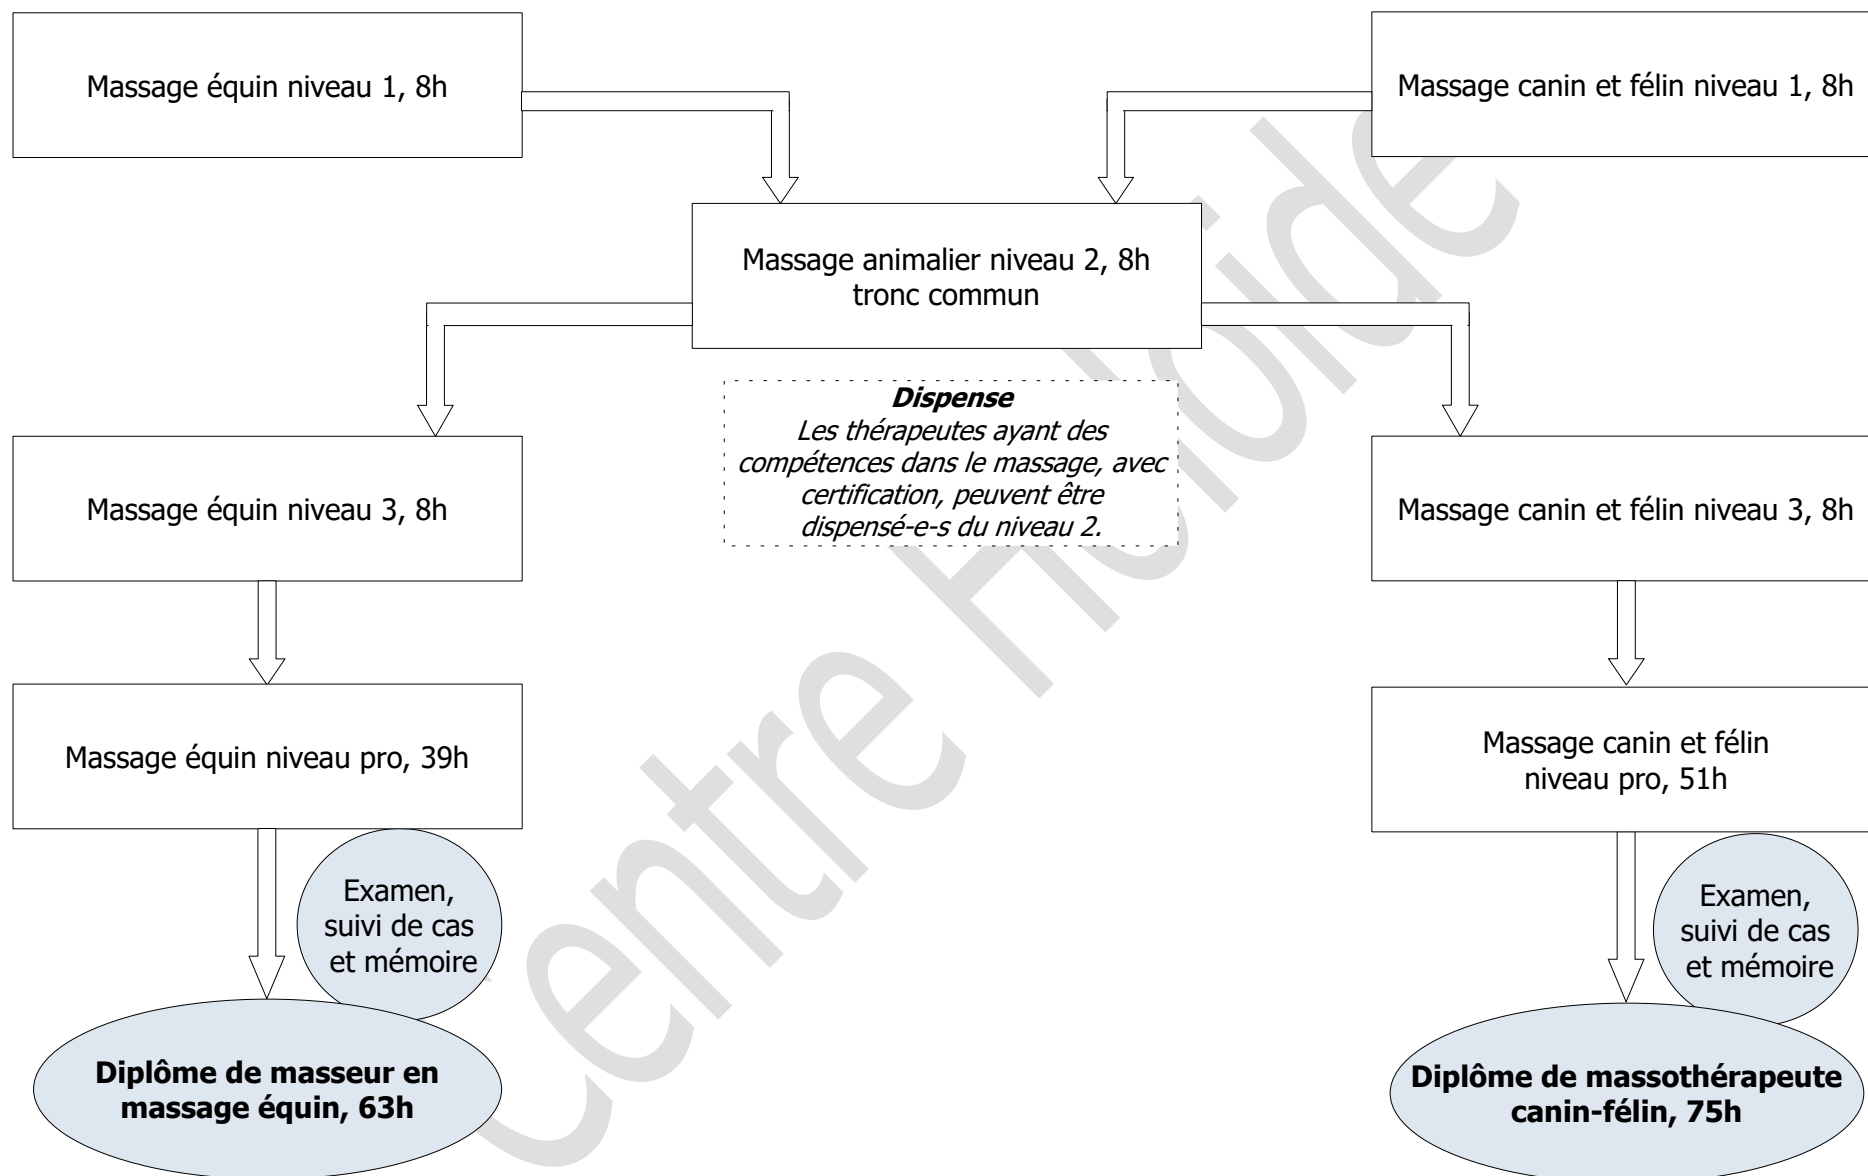 Massage équin niveau 1, 8h
Massage canin et félin niveau 1, 8h
Massage animalier niveau 2, 8h
tronc commun
Dispense
Les thérapeutes ayant des
compétences dans le massage, avec
certification, peuvent être
dispensé-e-s du niveau 2.
Massage équin niveau 3, 8h
Massage canin et félin niveau 3, 8h
Massage équin niveau pro, 39h
Massage canin et félin
niveau pro, 51h
Examen,
suivi de cas
et mémoire
Examen,
suivi de cas
et mémoire
Diplôme de masseur en
massage équin, 63h
Diplôme de massothérapeute
canin-félin, 75h